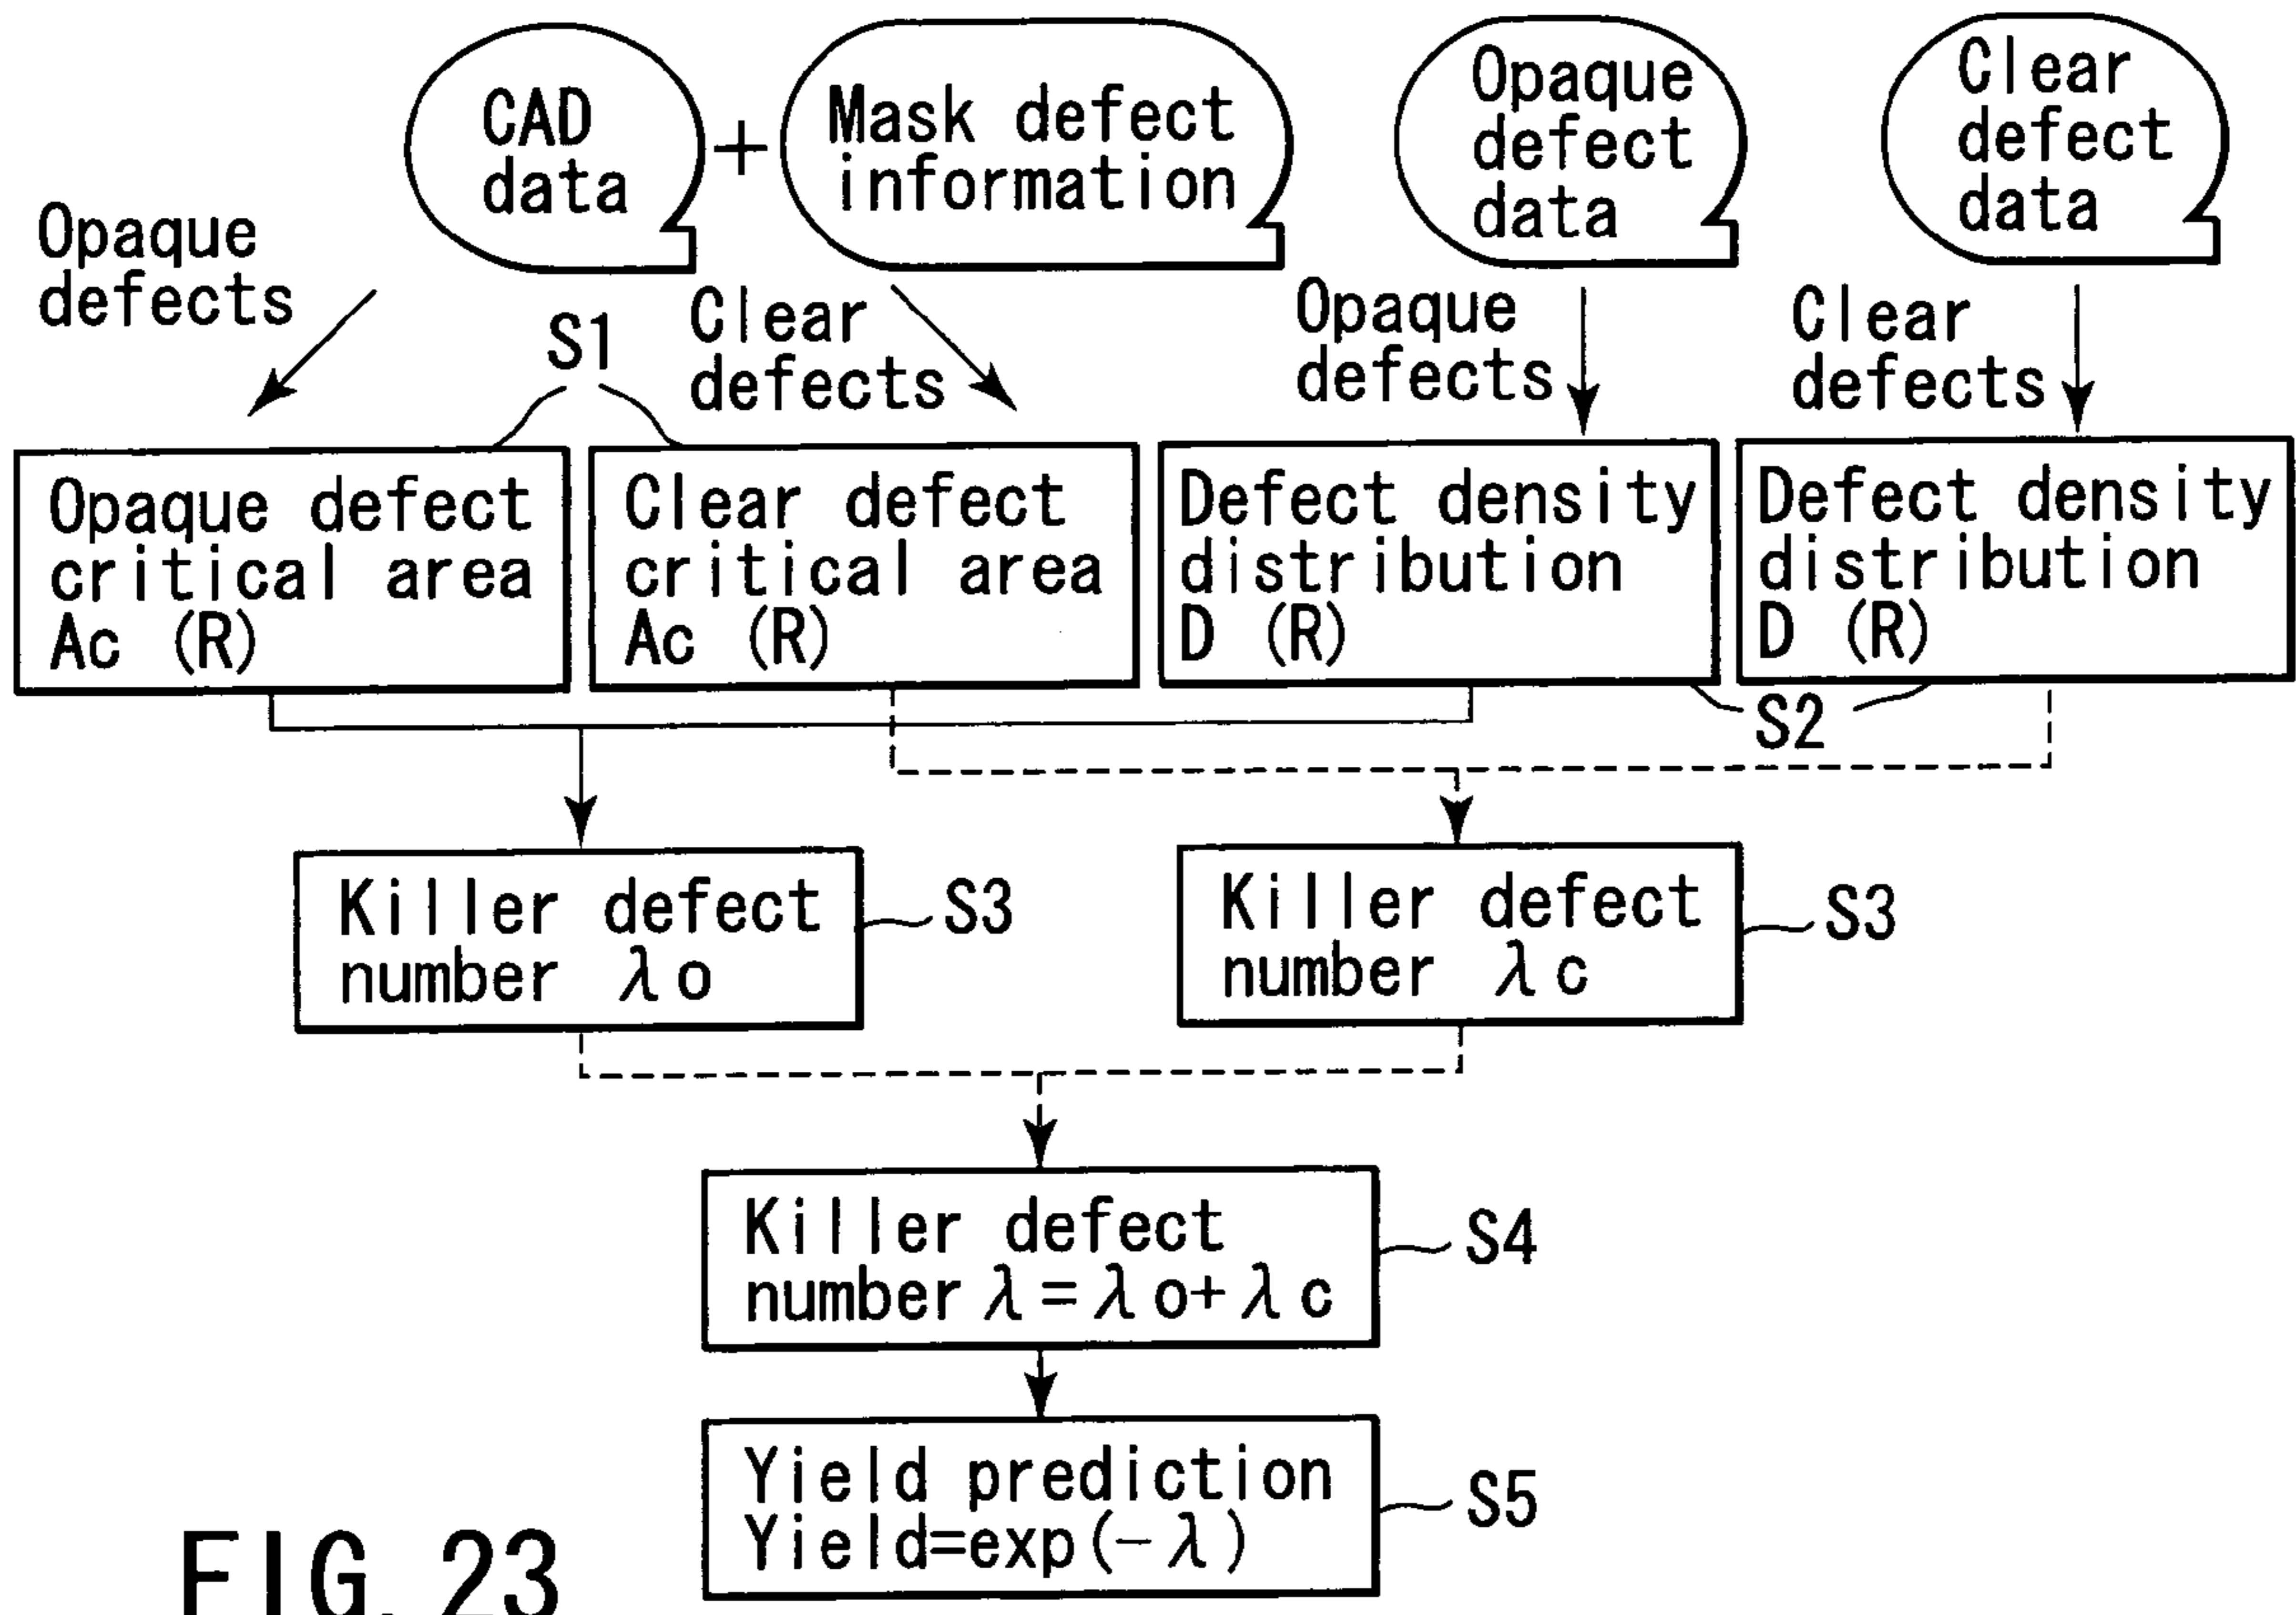 CAD
data
+
Mask defect
information
Opaque
defect
data
Clear
defect
data
Opaque
defects
S1
Clear
defects
Opaque
defects
Clear
defects
Opaque defect
critical area
Ac (R)
Clear defect
critical area
Ac (R)
Defect density
distribution
D (R)
Defect density
distribution
D (R)
S2
Killer defect
number λo
S3
Killer defect
number λc
S3
Killer defect
number λ=λo+λc
S4
Yield prediction
Yield=exp(-λ)
S5
FIG. 23